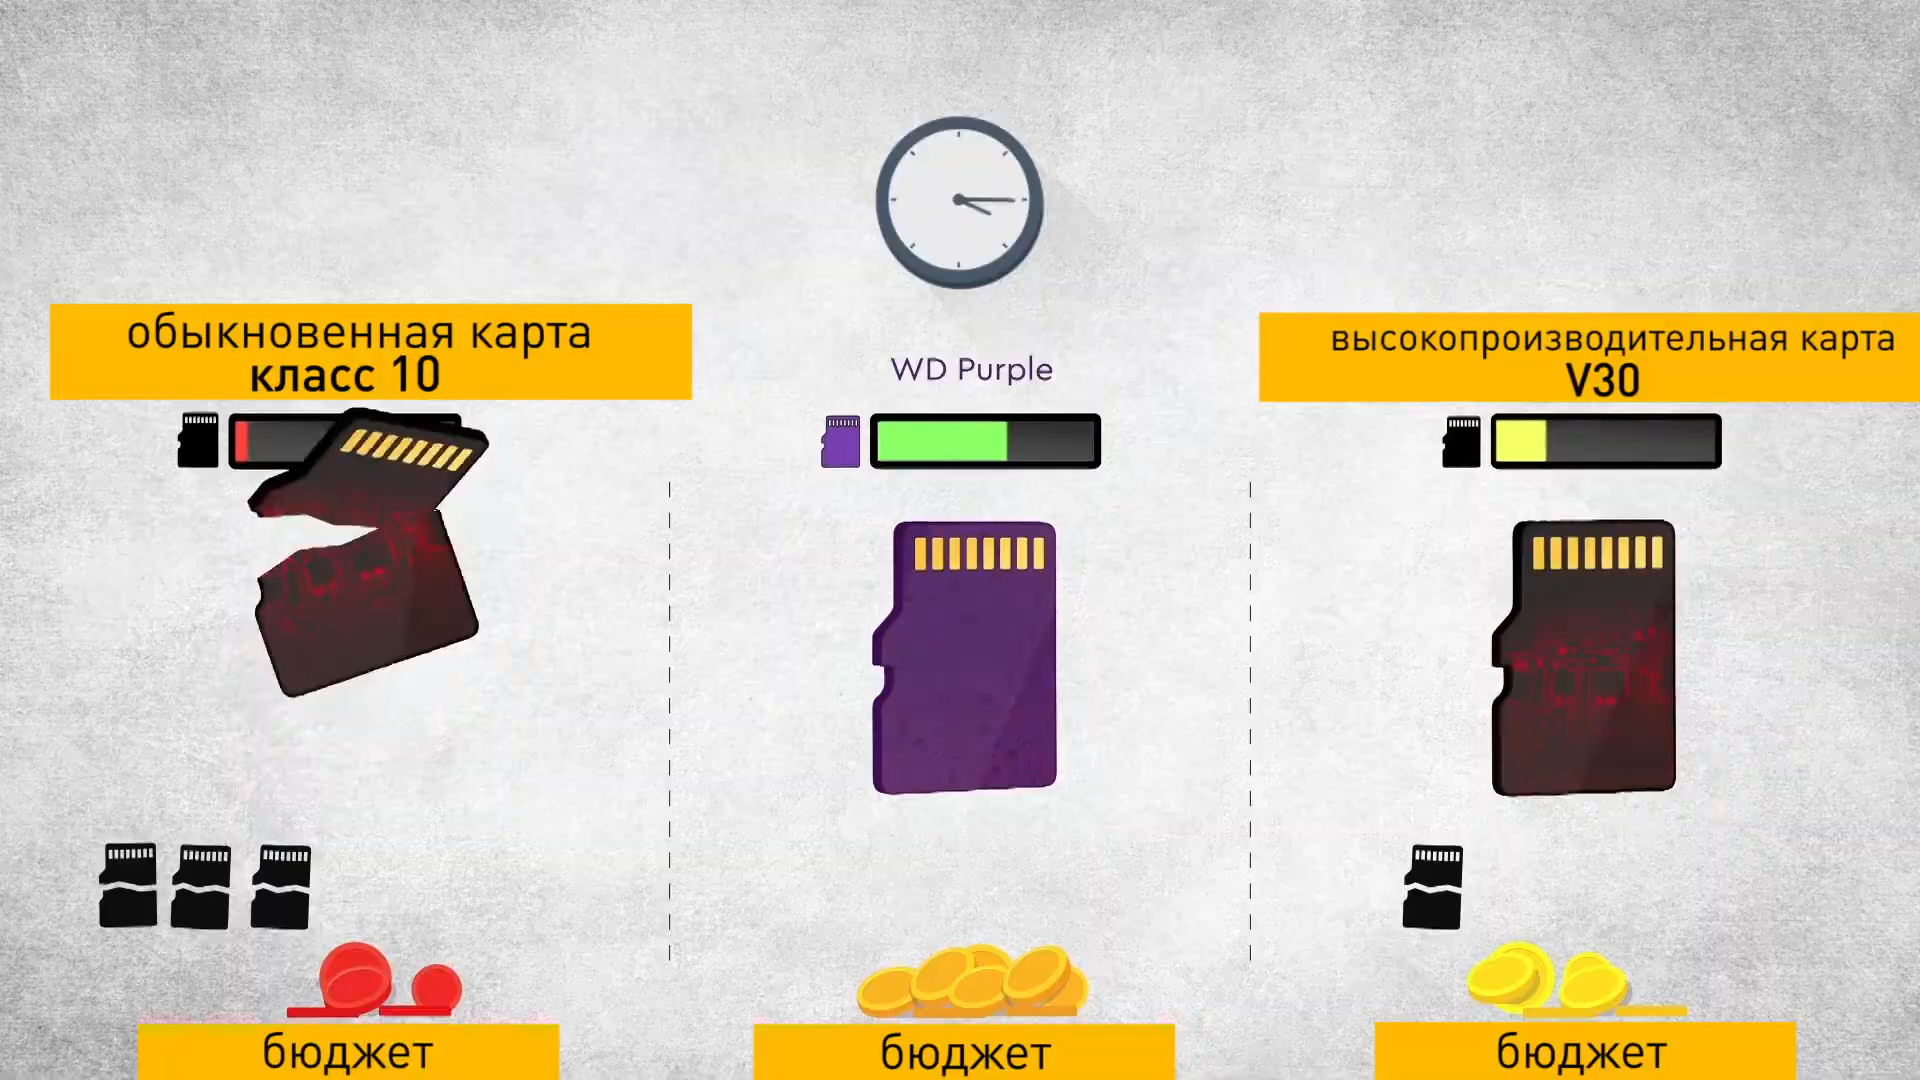 обыкновенная карта
класс 10
WD Purple
высокопроизводительная карта
V30
бюджет
бюджет
бюджет